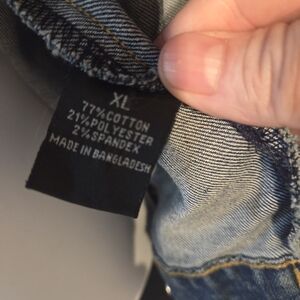 XL
77%COTTON
21%POLYESTER
2%SPANDEX
MADE IN BANGLADESH